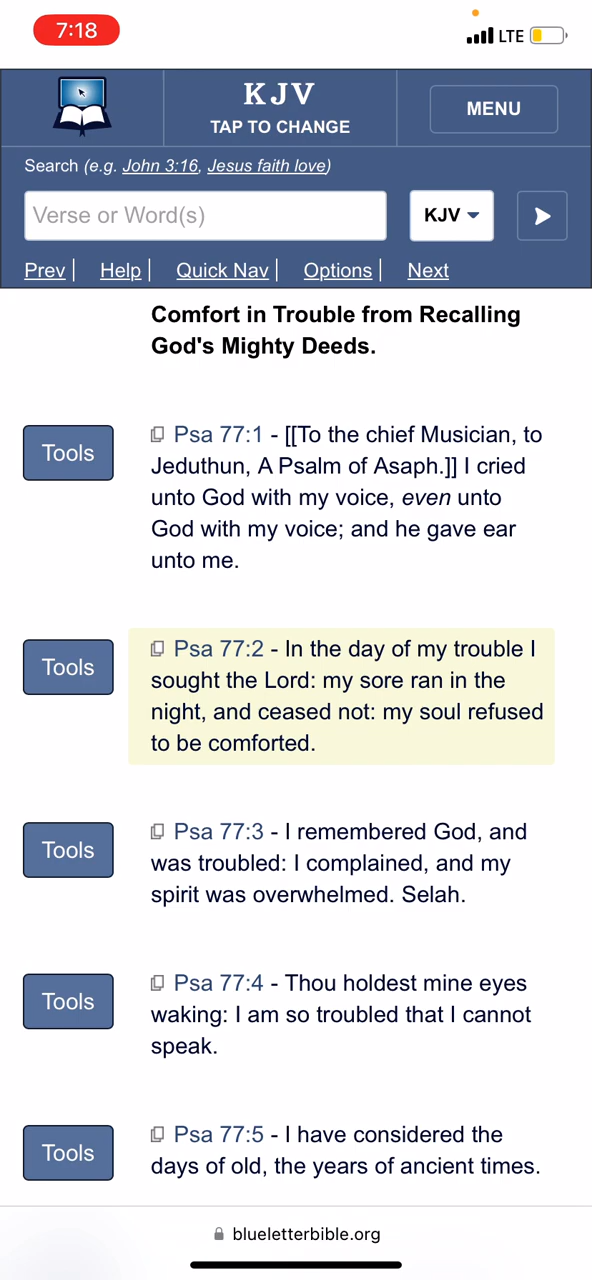 7:18
LTE
KJV
TAP TO CHANGE
MENU
Search (e.g. John 3:16, Jesus faith love)
Verse or Word(s)
KJV
Prev | Help | Quick Nav | Options | Next
Comfort in Trouble from Recalling
God's Mighty Deeds.
Tools
Psa 77:1 - [[To the chief Musician, to
Jeduthun, A Psalm of Asaph.]] I cried
unto God with my voice, even unto
God with my voice; and he gave ear
unto me.
Tools
Psa 77:2 - In the day of my trouble I
sought the Lord: my sore ran in the
night, and ceased not: my soul refused
to be comforted.
Tools
Psa 77:3 - I remembered God, and
was troubled: I complained, and my
spirit was overwhelmed. Selah.
Tools
Psa 77:4 - Thou holdest mine eyes
waking: I am so troubled that I cannot
speak.
Tools
Psa 77:5 - I have considered the
days of old, the years of ancient times.
blueletterbible.org